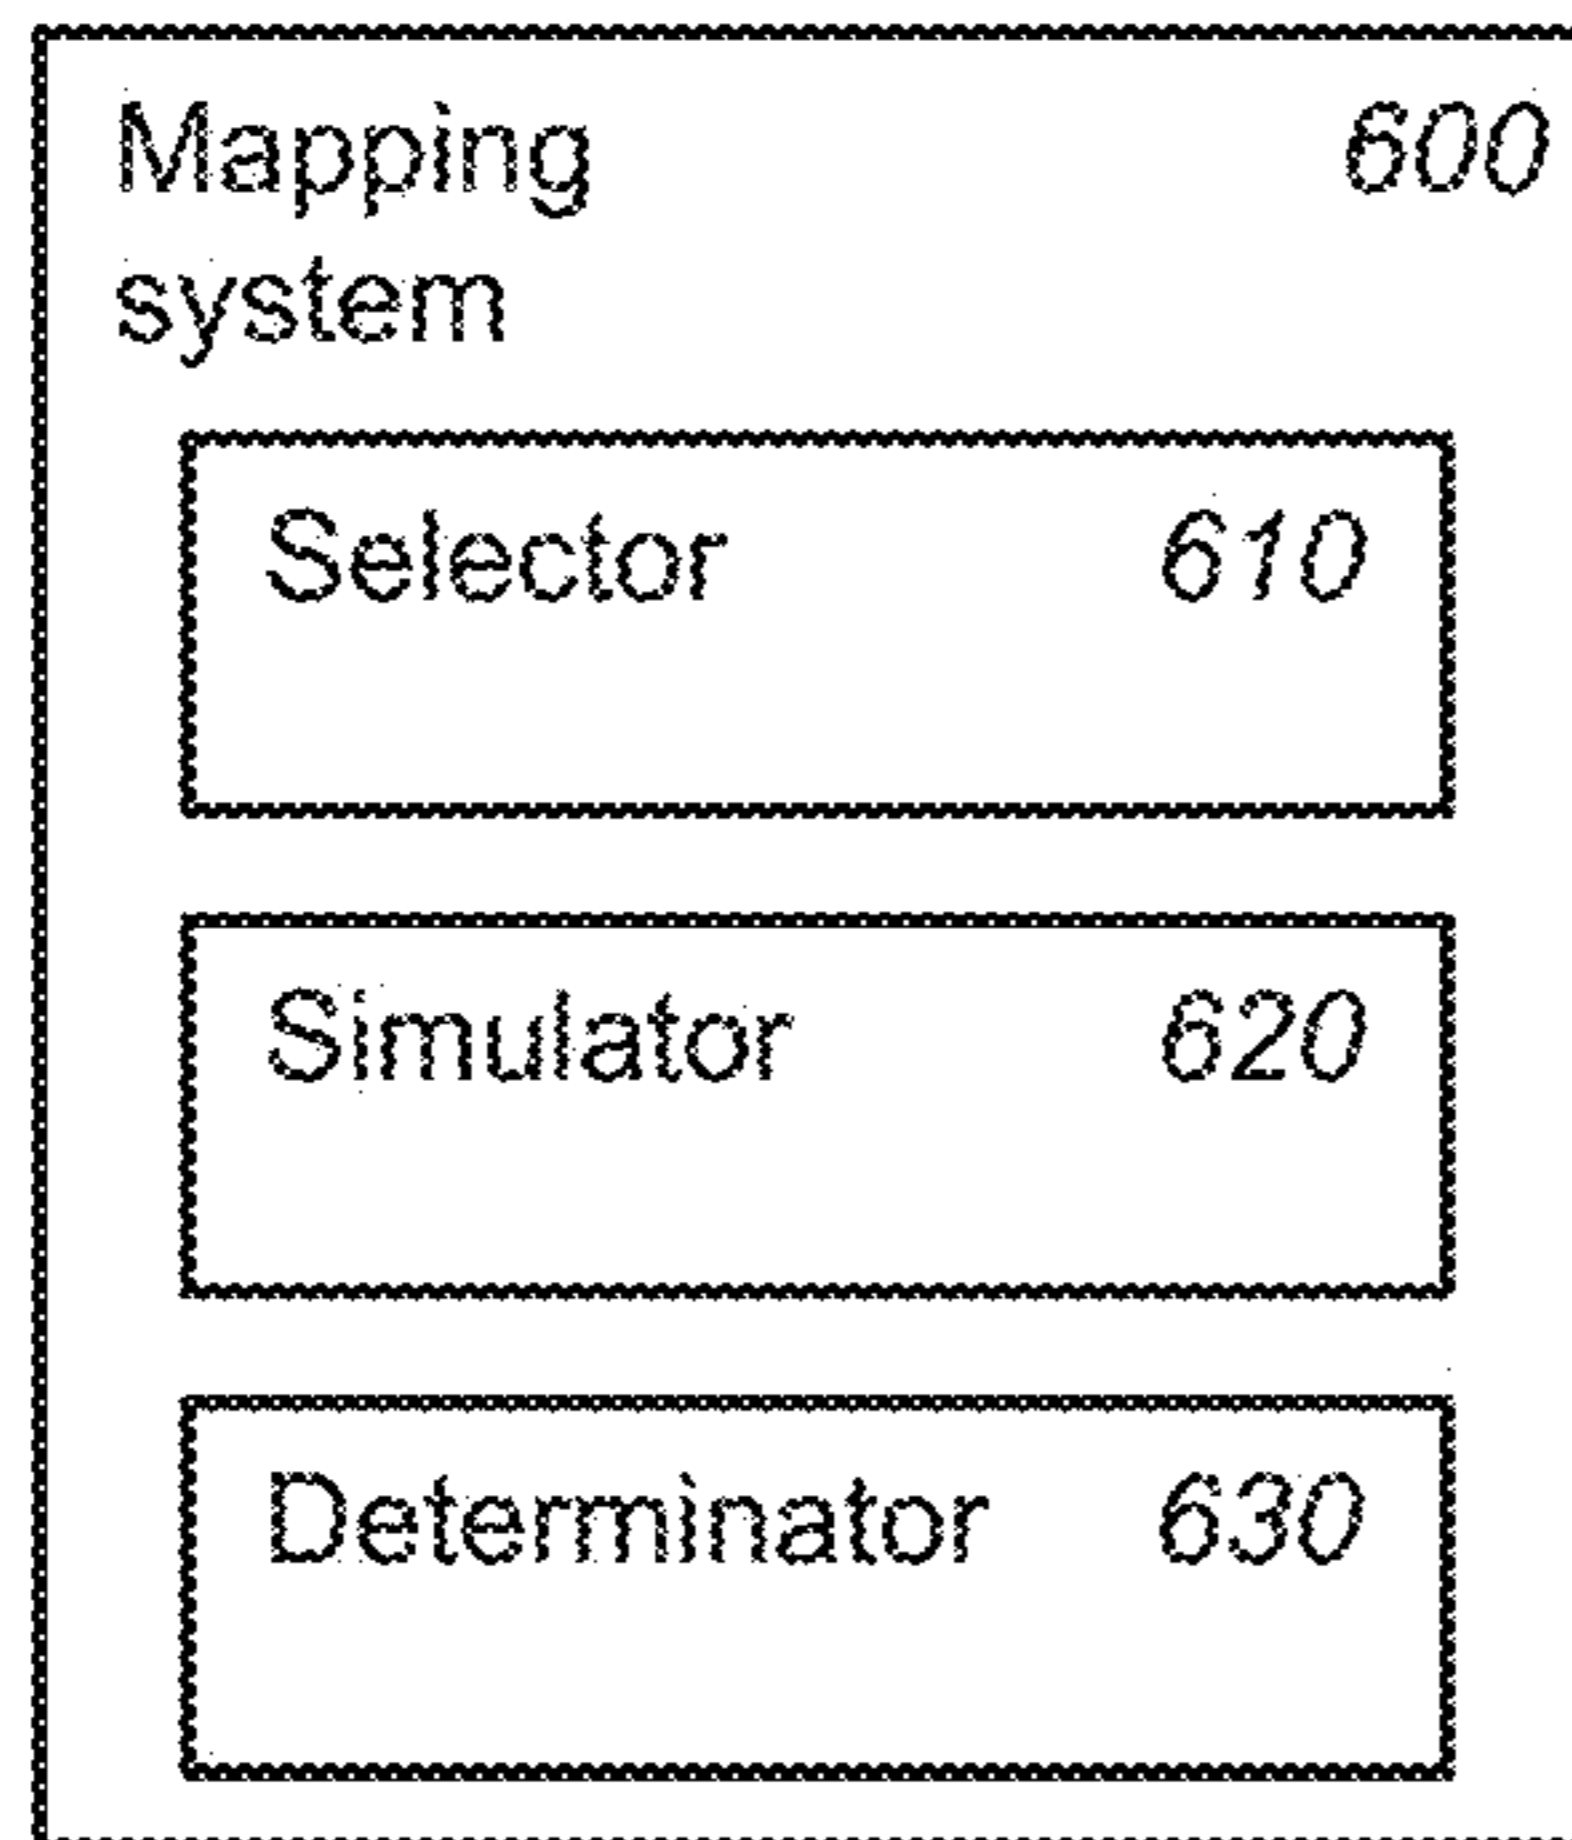 Mapping 600
system
Selector 610
Simulator 620
Determinator 630